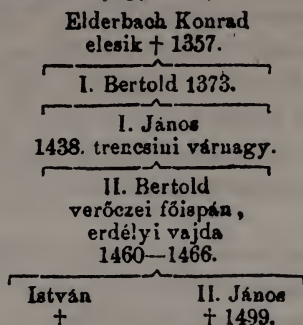 Elderbach Konrad
elesik † 1357.
I. Bertold 1373.
I. János
1438. trencsini várnagy.
II. Bertold
verőczei főispán,
erdélyi vajda
1460—1466.
István II. János
† † 1499.